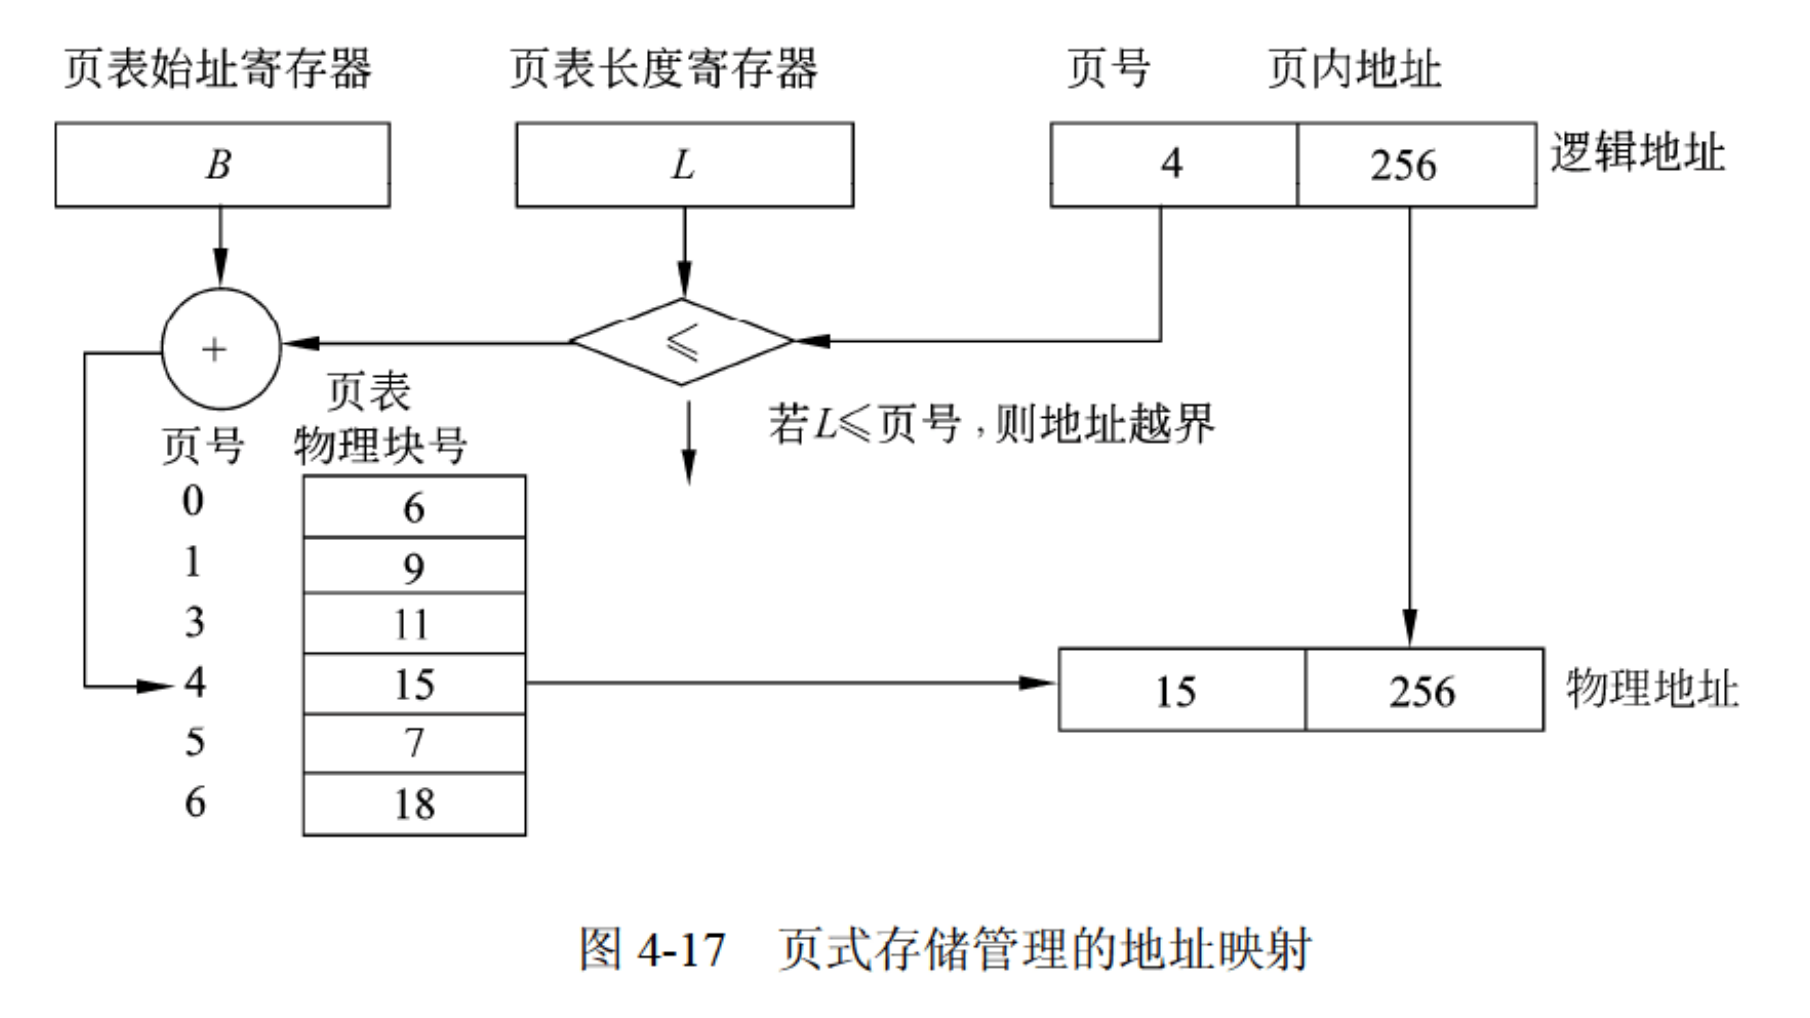 页表始址寄存器 页表长度寄存器 页号 页内地址
B L 4 256 逻辑地址
+ ≤
页表
若L≤页号,则地址越界
页号 物理块号
0 6
1 9
3 11
4 15 15 256 物理地址
5 7
6 18
图 4-17 页式存储管理的地址映射